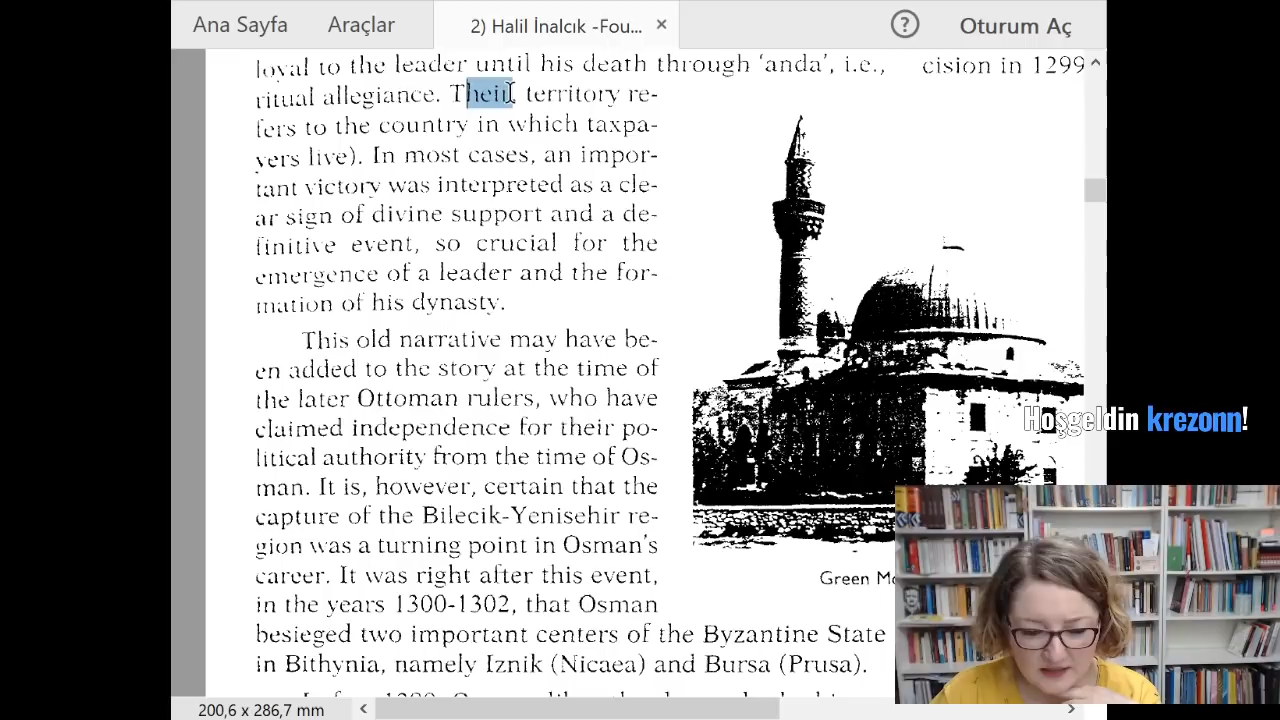 Ana Sayfa
Araçlar
2) Halil İnalcık -Fou...
Oturum Aç
loyal to the leader until his death through 'anda', i.e.,
ritual allegiance. Their, territory re-
fers to the country in which taxpa-
yers live). In most cases, an impor-
tant victory was interpreted as a cle-
ar sign of divine support and a de-
finitive event, so crucial for the
emergence of a leader and the for-
mation of his dynasty.
This old narrative may have be-
en added to the story at the time of
the later Ottoman rulers, who have
claimed independence for their po-
litical authority from the time of Os-
man. It is, however, certain that the
capture of the Bilecik-Yenisehir re-
gion was a turning point in Osman's
career. It was right after this event,
in the years 1300-1302, that Osman
besieged two important centers of the Byzantine State
in Bithynia, namely Iznik (Nicaea) and Bursa (Prusa).
cision in 1299
Green
Hoşgeldin krezonn!
200,6 x 286,7 mm